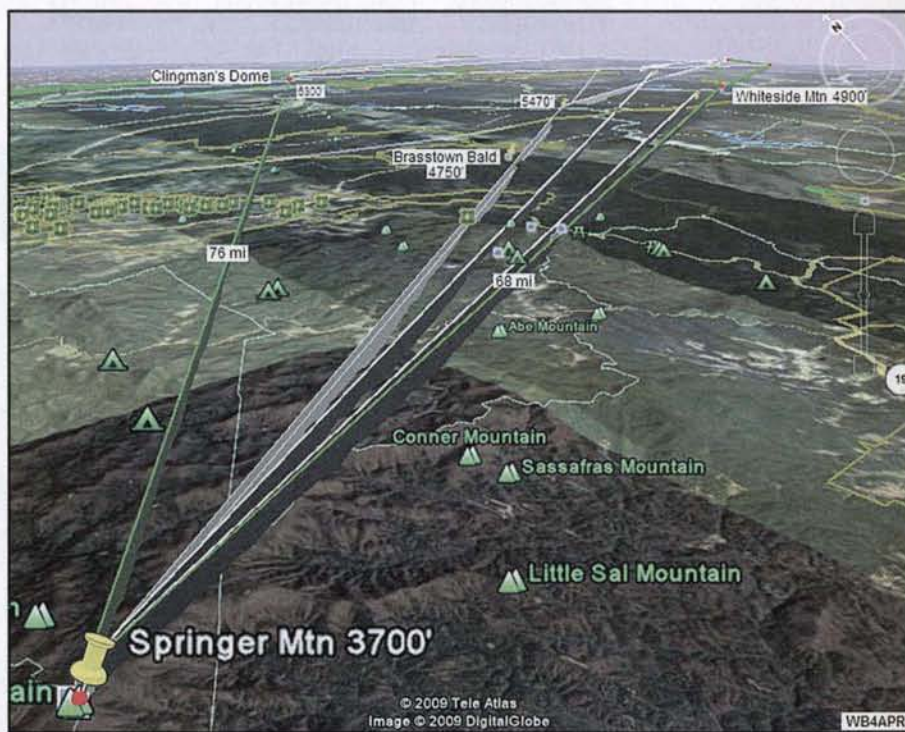 N
Clingman's Dome
6300'
5470'
Whiteside Mtn 4900'
Brasstown Bald
4750'
76 mi
68 mi
Abe Mountain
19
Conner Mountain
Sassafras Mountain
Little Sal Mountain
Springer Mtn 3700'
ain
© 2009 Tele Atlas
Image © 2009 DigitalGlobe
WB4APR